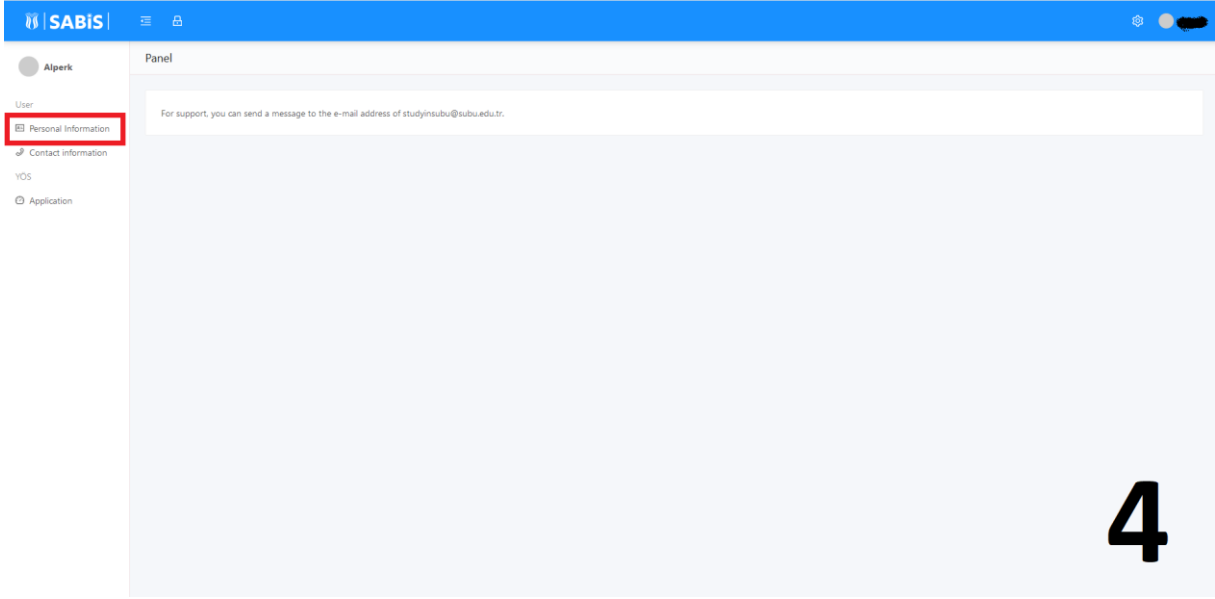 SABİS
Alperk
Panel
User
For support, you can send a message to the e-mail address of studyinsubu@subu.edu.tr.
Personal Information
Contact information
YÖS
Application
4